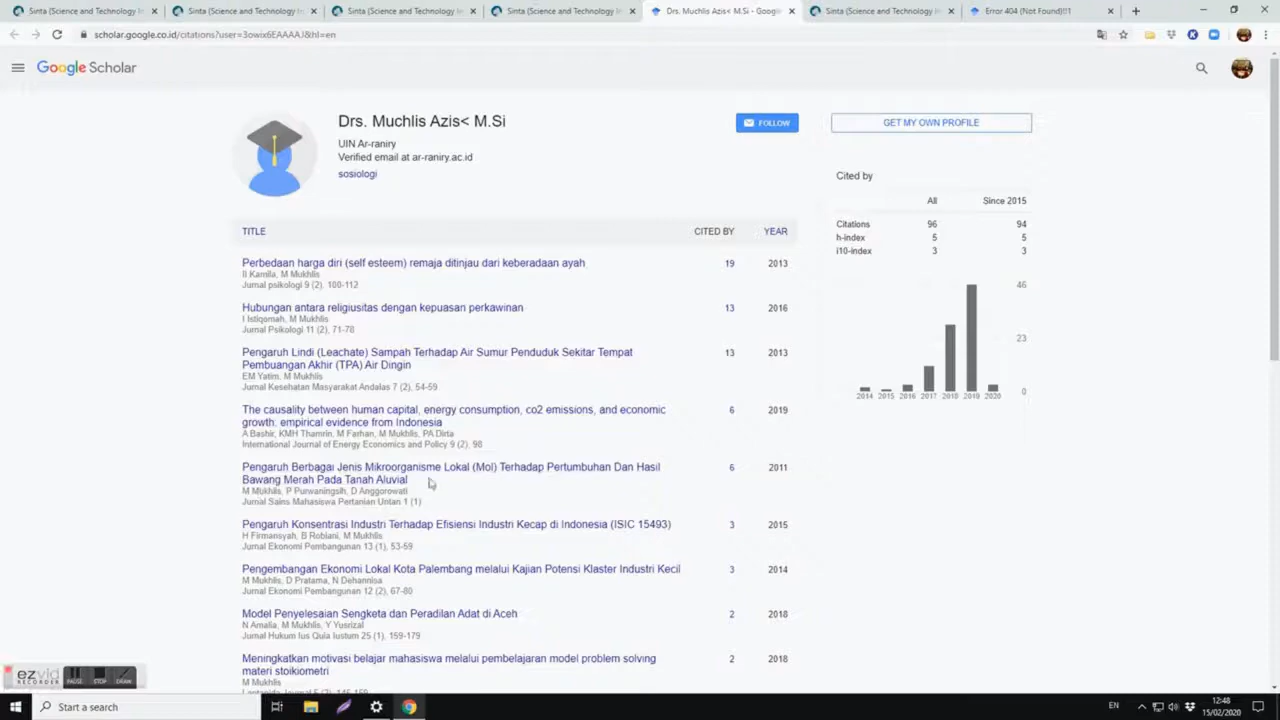 Sinta (Science and Technology In
Sinta (Science and Technology In
Sinta (Science and Technology In
Sinta (Science and Technology In
Drs. Muchlis Azis< M.Si - Google
Sinta (Science and Technology In
Error 404 (Not Found)!!1
scholar.google.co.id/citations?user=3owix6EAAAAJ&hl=en
Google Scholar
Drs. Muchlis Azis< M.Si
UIN Ar-raniry
Verified email at ar-raniry.ac.id
sosiologi
FOLLOW
GET MY OWN PROFILE
TITLE CITED BY YEAR
Perbedaan harga diri (self esteem) remaja ditinjau dari keberadaan ayah 19 2013
II Kamila, M Mukhlis
Jurnal psikologi 9 (2), 100-112
Hubungan antara religiusitas dengan kepuasan perkawinan 13 2016
I Istiqomah, M Mukhlis
Jurnal Psikologi 11 (2), 71-78
Pengaruh Lindi (Leachate) Sampah Terhadap Air Sumur Penduduk Sekitar Tempat 13 2013
Pembuangan Akhir (TPA) Air Dingin
EM Yatim, M Mukhlis
Jurnal Kesehatan Masyarakat Andalas 7 (2), 54-59
The causality between human capital, energy consumption, co2 emissions, and economic 6 2019
growth: empirical evidence from Indonesia
A Bashir, KMH Thamrin, M Farhan, M Mukhlis, PA Dirta
International Journal of Energy Economics and Policy 9 (2), 98
Pengaruh Berbagai Jenis Mikroorganisme Lokal (Mol) Terhadap Pertumbuhan Dan Hasil 6 2011
Bawang Merah Pada Tanah Aluvial
M Mukhlis, P Purwaningsih, D Anggorowati
Jurnal Sains Mahasiswa Pertanian Untan 1 (1)
Pengaruh Konsentrasi Industri Terhadap Efisiensi Industri Kecap di Indonesia (ISIC 15493) 3 2015
H Firmansyah, B Robiani, M Mukhlis
Jurnal Ekonomi Pembangunan 13 (1), 53-59
Pengembangan Ekonomi Lokal Kota Palembang melalui Kajian Potensi Klaster Industri Kecil 3 2014
M Mukhlis, D Pratama, N Dehannisa
Jurnal Ekonomi Pembangunan 12 (2), 67-80
Model Penyelesaian Sengketa dan Peradilan Adat di Aceh 2 2018
N Amalia, M Mukhlis, Y Yusrizal
Jurnal Hukum Ius Quia Iustum 25 (1), 159-179
Meningkatkan motivasi belajar mahasiswa melalui pembelajaran model problem solving 2 2018
materi stoikiometri
M Mukhlis
Lantanida Journal 5 (2), 146-159
Cited by
All Since 2015
Citations 96 94
h-index 5 5
i10-index 3 3
46
23
0
2014 2015 2016 2017 2018 2019 2020
ezvid
RECORDER
PAUSE STOP DRAW
Start a search
EN
12:48
15/02/2020